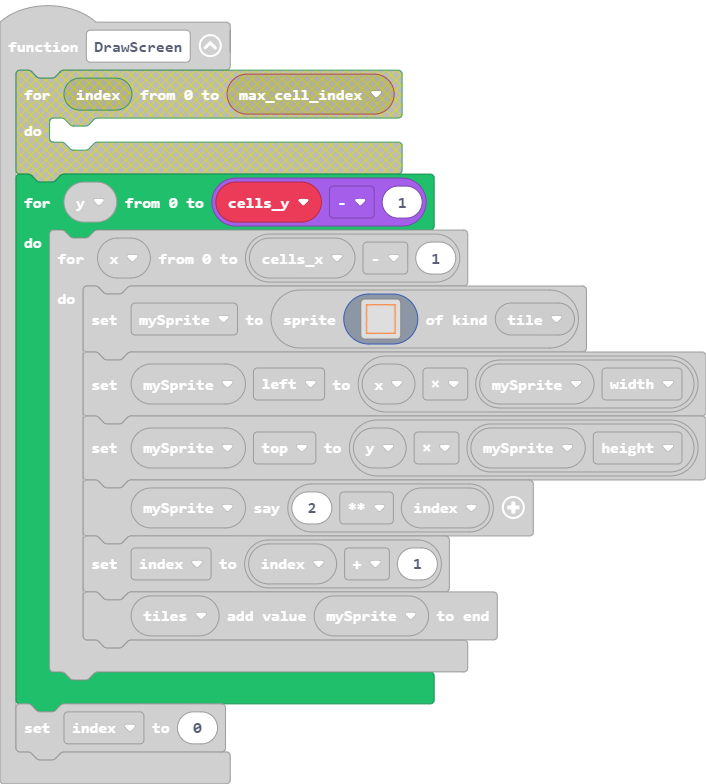 function DrawScreen
for index from 0 to max_cell_index
do
for y from 0 to cells_y - 1
do
for x from 0 to cells_x - 1
do
set mySprite to sprite of kind tile
set mySprite left to x × mySprite width
set mySprite top to y × mySprite height
mySprite say 2 ** index
set index to index + 1
tiles add value mySprite to end
set index to 0